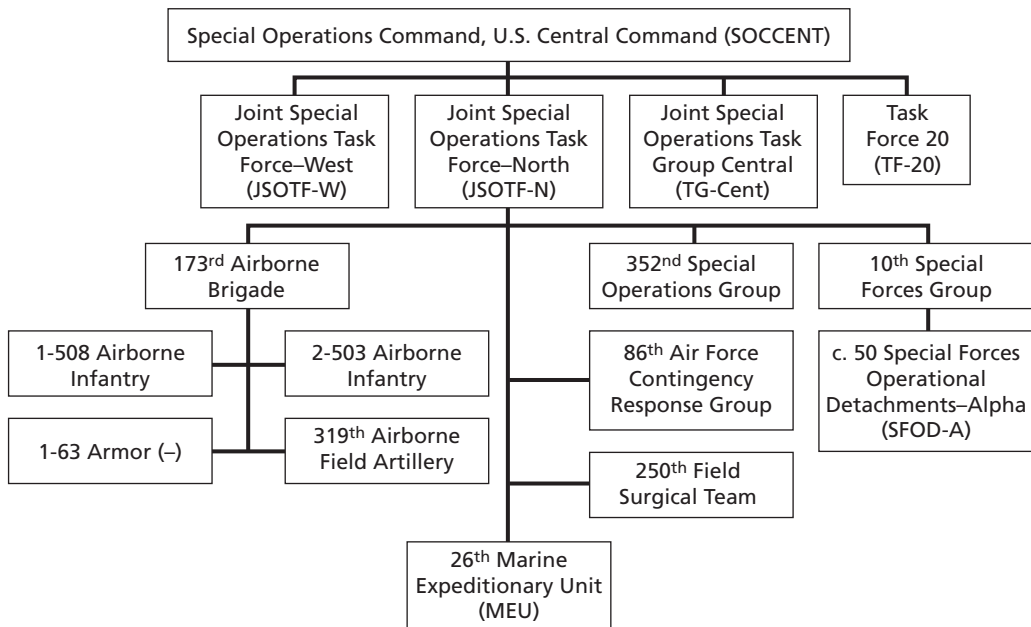 Special Operations Command, U.S. Central Command (SOCCENT)
Joint Special
Operations Task
Force–West
(JSOTF-W)
Joint Special
Operations Task
Force–North
(JSOTF-N)
Joint Special
Operations Task
Group Central
(TG-Cent)
Task
Force 20
(TF-20)
173rd Airborne
Brigade
352nd Special
Operations Group
10th Special
Forces Group
1-508 Airborne
Infantry
2-503 Airborne
Infantry
86th Air Force
Contingency
Response Group
c. 50 Special Forces
Operational
Detachments–Alpha
(SFOD-A)
1-63 Armor (–)
319th Airborne
Field Artillery
250th Field
Surgical Team
26th Marine
Expeditionary Unit
(MEU)